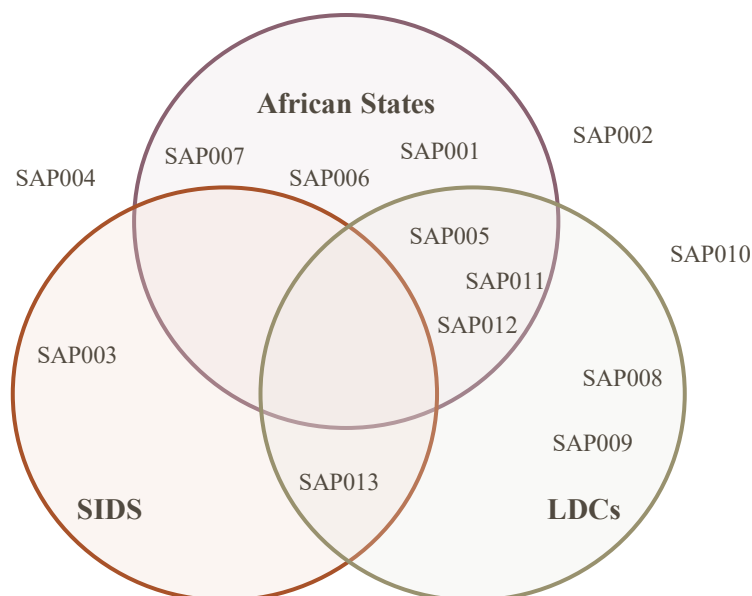 African States
SAP002
SAP001
SAP007
SAP004
SAP006
SAP005
SAP010
SAP011
SAP012
SAP003
SAP008
SAP009
SAP013
SIDS
LDCs